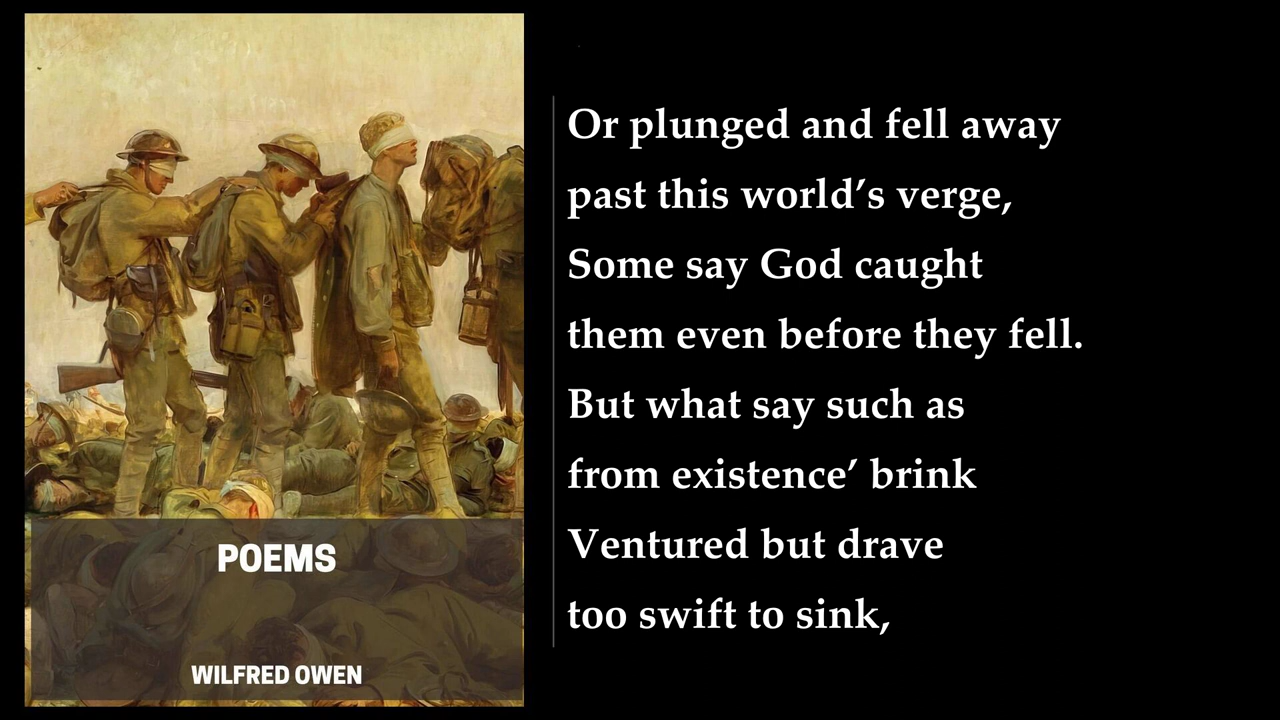 POEMS
WILFRED OWEN
Or plunged and fell away
past this world’s verge,
Some say God caught
them even before they fell.
But what say such as
from existence’ brink
Ventured but drave
too swift to sink,